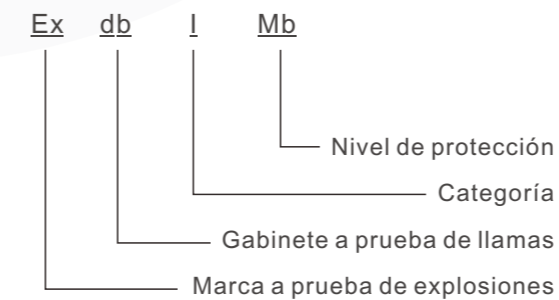 Ex db I Mb
Nivel de protección
Categoría
Gabinete a prueba de llamas
Marca a prueba de explosiones